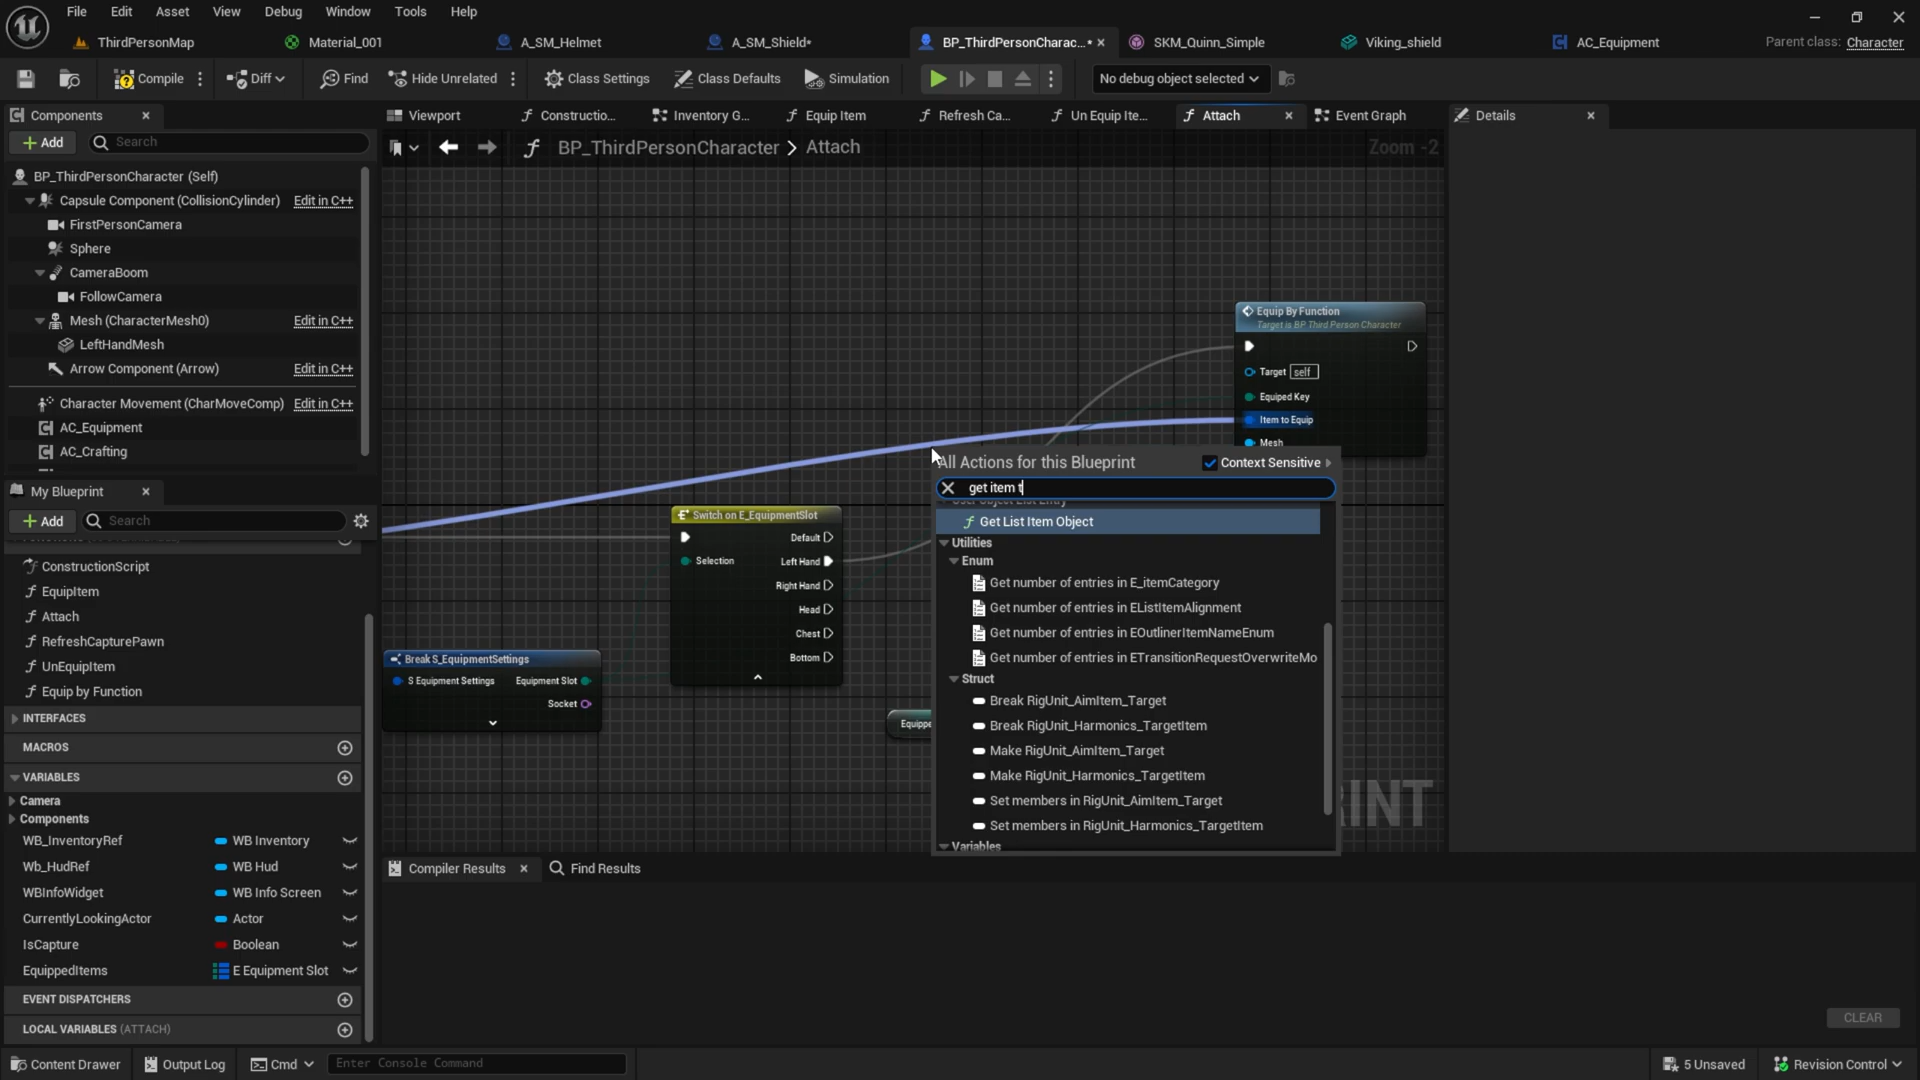 File Edit Asset View Debug Window Tools Help
ThirdPersonMap Material_001 A_SM_Helmet A_SM_Shield* BP_ThirdPersonCharac...* SKM_Quinn_Simple Viking_shield AC_Equipment Parent class: Character
Compile Diff Find Hide Unrelated Class Settings Class Defaults Simulation No debug object selected
Components
Viewport Constructio... Inventory G... Equip Item Refresh Ca... Un Equip Ite... Attach Event Graph Details
Add Search
BP_ThirdPersonCharacter > Attach Zoom -2
BP_ThirdPersonCharacter (Self)
Capsule Component (CollisionCylinder) Edit in C++
FirstPersonCamera
Sphere
CameraBoom
FollowCamera
Mesh (CharacterMesh0) Edit in C++
LeftHandMesh
Arrow Component (Arrow) Edit in C++
Character Movement (CharMoveComp) Edit in C++
AC_Equipment
AC_Crafting
My Blueprint
Add Search
ConstructionScript
EquipItem
Attach
RefreshCapturePawn
UnEquipItem
Equip by Function
INTERFACES
MACROS
VARIABLES
Camera
Components
WB_InventoryRef WB Inventory
Wb_HudRef WB Hud
WBInfoWidget WB Info Screen
CurrentlyLookingActor Actor
IsCapture Boolean
EquippedItems E Equipment Slot
EVENT DISPATCHERS
LOCAL VARIABLES (ATTACH)
Equip By Function
Target is BP Third Person Character
Target self
Equiped Key
Item to Equip
Mesh
Switch on E_EquipmentSlot
Default
Selection Left Hand
Right Hand
Head
Chest
Bottom
Break S_EquipmentSettings
S Equipment Settings Equipment Slot
Socket
Equippe
All Actions for this Blueprint Context Sensitive
get item t
User Object List Entry
Get List Item Object
Utilities
Enum
Get number of entries in E_itemCategory
Get number of entries in EListItemAlignment
Get number of entries in EOutlinerItemNameEnum
Get number of entries in ETransitionRequestOverwriteMo
Struct
Break RigUnit_AimItem_Target
Break RigUnit_Harmonics_TargetItem
Make RigUnit_AimItem_Target
Make RigUnit_Harmonics_TargetItem
Set members in RigUnit_AimItem_Target
Set members in RigUnit_Harmonics_TargetItem
Variables
INT
Compiler Results Find Results
CLEAR
Content Drawer Output Log Cmd Enter Console Command 5 Unsaved Revision Control